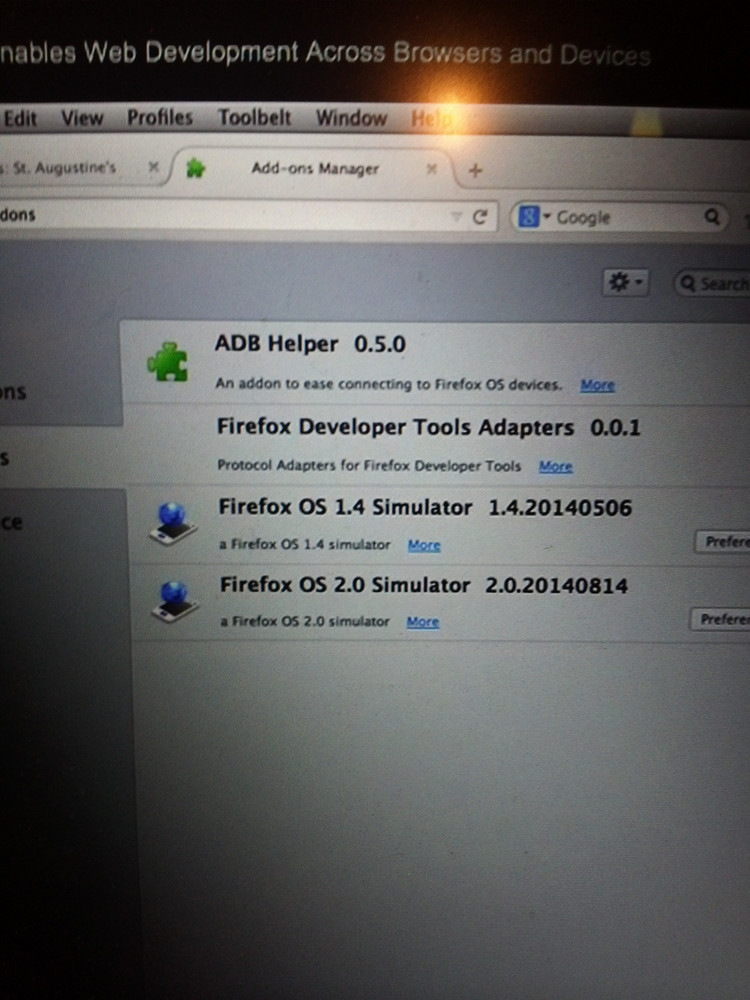 nables Web Development Across Browsers and Devices
Edit View Profiles Toolbelt Window Help
s: St. Augustine's Add-ons Manager
dons Google
Search
ADB Helper 0.5.0
An addon to ease connecting to Firefox OS devices. More
ons
Firefox Developer Tools Adapters 0.0.1
s
Protocol Adapters for Firefox Developer Tools More
Firefox OS 1.4 Simulator 1.4.20140506
ce
a Firefox OS 1.4 simulator More Prefere
Firefox OS 2.0 Simulator 2.0.20140814
a Firefox OS 2.0 simulator More Preferen